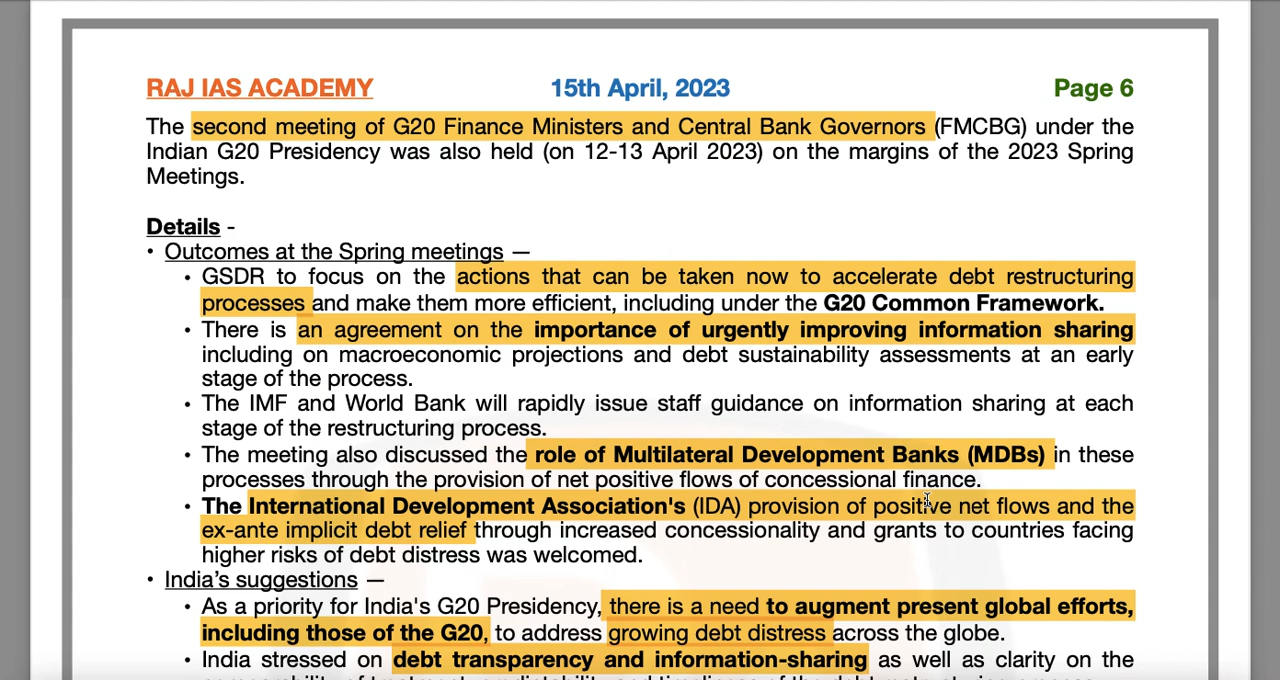 RAJ IAS ACADEMY 15th April, 2023 Page 6
The second meeting of G20 Finance Ministers and Central Bank Governors (FMCBG) under the
Indian G20 Presidency was also held (on 12-13 April 2023) on the margins of the 2023 Spring
Meetings.
Details -
• Outcomes at the Spring meetings —
• GSDR to focus on the actions that can be taken now to accelerate debt restructuring
processes and make them more efficient, including under the G20 Common Framework.
• There is an agreement on the importance of urgently improving information sharing
including on macroeconomic projections and debt sustainability assessments at an early
stage of the process.
• The IMF and World Bank will rapidly issue staff guidance on information sharing at each
stage of the restructuring process.
• The meeting also discussed the role of Multilateral Development Banks (MDBs) in these
processes through the provision of net positive flows of concessional finance.
• The International Development Association's (IDA) provision of positive net flows and the
ex-ante implicit debt relief through increased concessionality and grants to countries facing
higher risks of debt distress was welcomed.
• India’s suggestions —
• As a priority for India's G20 Presidency, there is a need to augment present global efforts,
including those of the G20, to address growing debt distress across the globe.
• India stressed on debt transparency and information-sharing as well as clarity on the